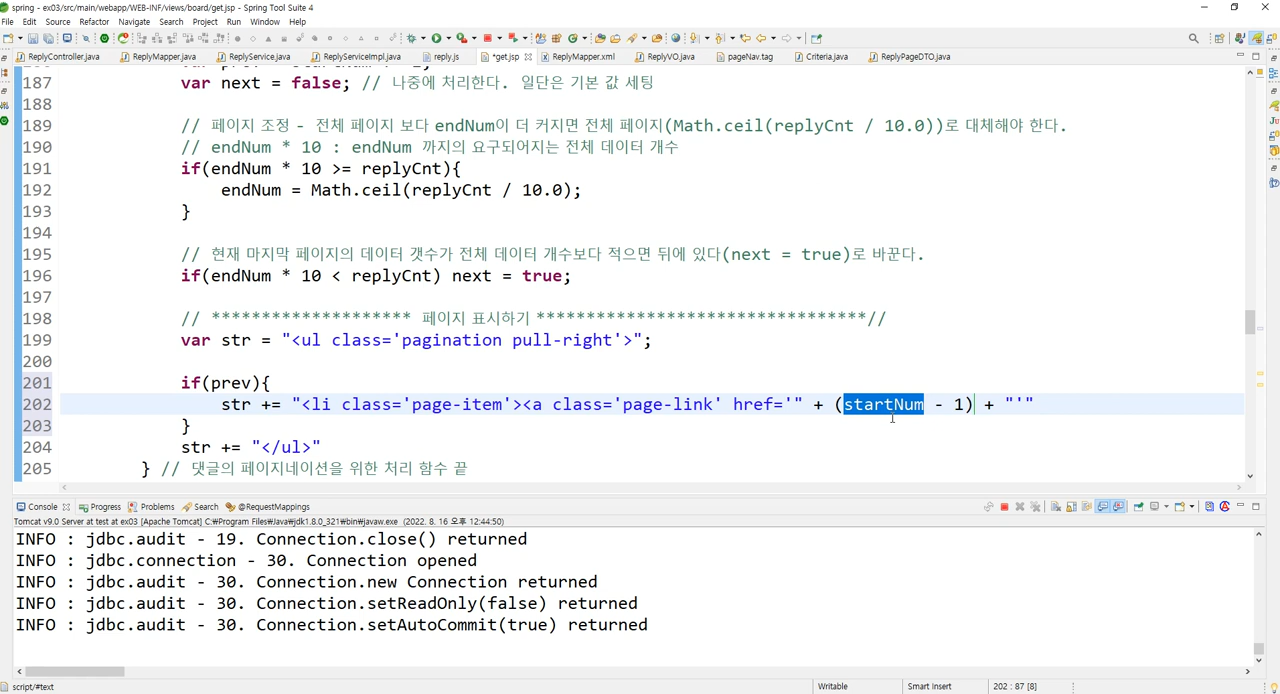 spring - ex03/src/main/webapp/WEB-INF/views/board/get.jsp - Spring Tool Suite 4
File Edit Source Refactor Navigate Search Project Run Window Help
ReplyController.java ReplyMapper.java ReplyService.java ReplyServiceImpl.java reply.js *get.jsp ReplyMapper.xml ReplyVO.java pageNav.tag Criteria.java ReplyPageDTO.java
187 var next = false; // 나중에 처리한다. 일단은 기본 값 세팅
188
189 // 페이지 조정 - 전체 페이지 보다 endNum이 더 커지면 전체 페이지(Math.ceil(replyCnt / 10.0))로 대체해야 한다.
190 // endNum * 10 : endNum 까지의 요구되어지는 전체 데이터 개수
191 if(endNum * 10 >= replyCnt){
192 endNum = Math.ceil(replyCnt / 10.0);
193 }
194
195 // 현재 마지막 페이지의 데이터 갯수가 전체 데이터 개수보다 적으면 뒤에 있다(next = true)로 바꾼다.
196 if(endNum * 10 < replyCnt) next = true;
197
198 // ******************** 페이지 표시하기 *********************************//
199 var str = "<ul class='pagination pull-right'>";
200
201 if(prev){
202 str += "<li class='page-item'><a class='page-link' href='" + (startNum - 1) + "'"
203 }
204 str += "</ul>"
205 } // 댓글의 페이지네이션을 위한 처리 함수 끝
Console Progress Problems Search @RequestMappings
Tomcat v9.0 Server at test at ex03 [Apache Tomcat] C:₩Program Files₩Java₩jdk1.8.0_321₩bin₩javaw.exe (2022. 8. 16 오후 12:44:50)
INFO : jdbc.audit - 19. Connection.close() returned
INFO : jdbc.connection - 30. Connection opened
INFO : jdbc.audit - 30. Connection.new Connection returned
INFO : jdbc.audit - 30. Connection.setReadOnly(false) returned
INFO : jdbc.audit - 30. Connection.setAutoCommit(true) returned
script/#text Writable Smart Insert 202 : 87 [8]